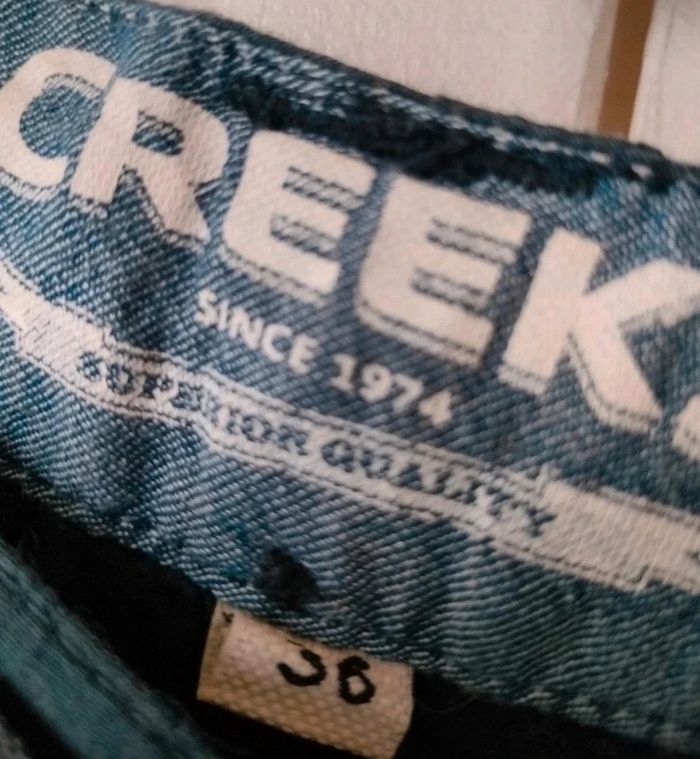 CREEK
SINCE 1974
SUPERIOR QUALITY
36